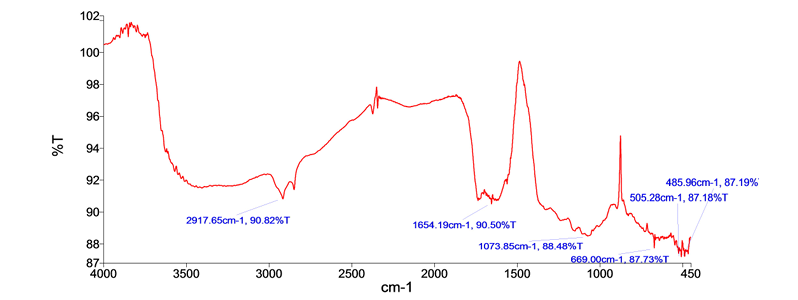 102
100
98
96
94
92
90
88
87
%T
485.96cm-1, 87.19%
505.28cm-1, 87.18%T
2917.65cm-1, 90.82%T
1654.19cm-1, 90.50%T
1073.85cm-1, 88.48%T
669.00cm-1, 87.73%T
4000 3500 3000 2500 2000 1500 1000 450
cm-1